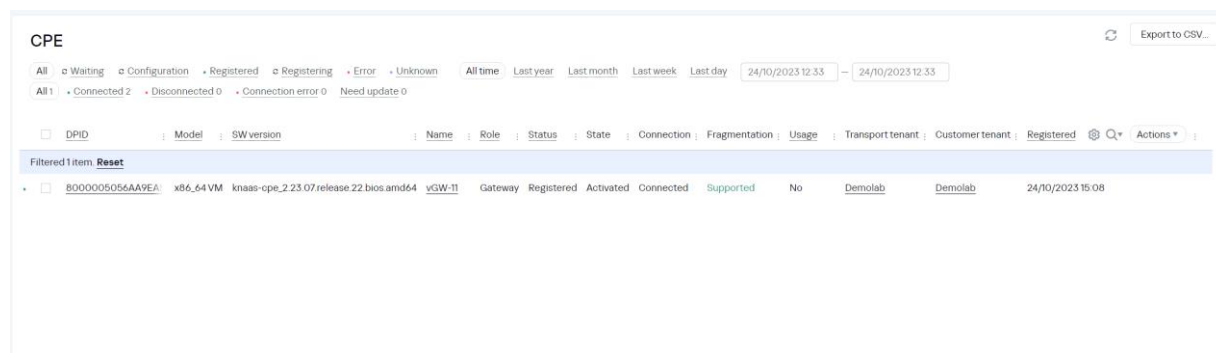 CPE
Export to CSV...
All Waiting Configuration Registered Registering Error Unknown All time Last year Last month Last week Last day 24/10/2023 12:33 – 24/10/2023 12:33
All 1 Connected 2 Disconnected 0 Connection error 0 Need update 0
DPID Model SW version Name Role Status State Connection Fragmentation Usage Transport tenant Customer tenant Registered Actions
Filtered 1 item. Reset
8000005056AA9EA x86_64 VM knaas-cpe_2.23.07.release.22.bios.amd64 vGW-11 Gateway Registered Activated Connected Supported No Demolab Demolab 24/10/2023 15:08